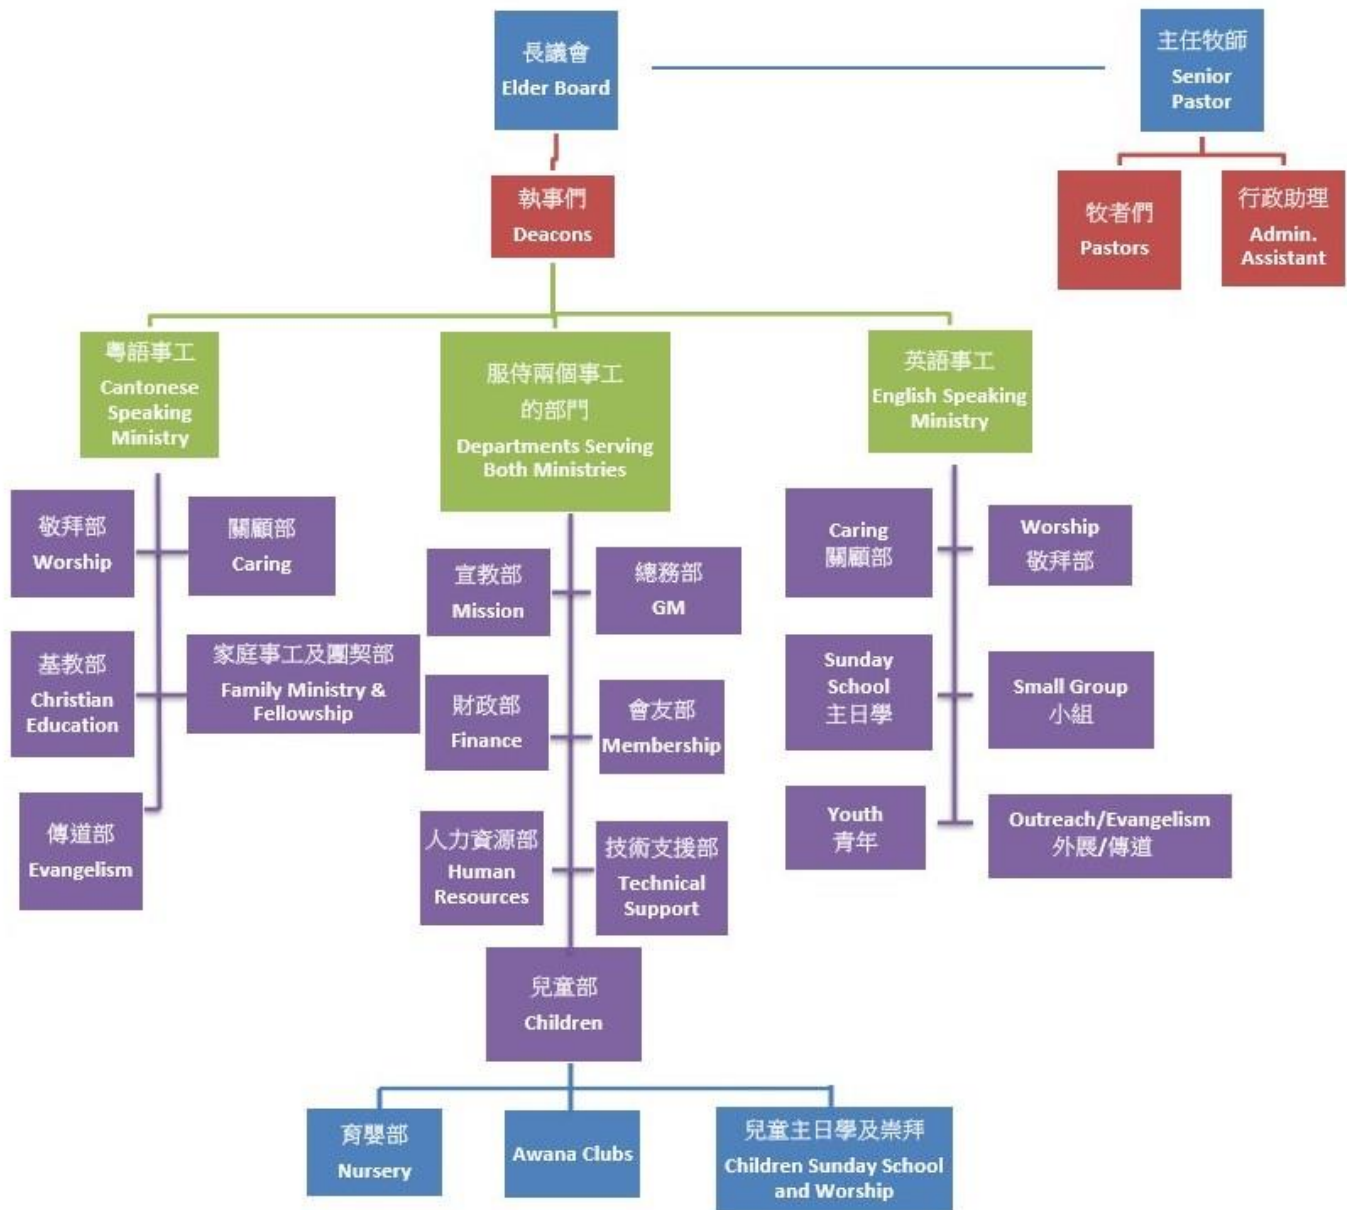 長議會
Elder Board
主任牧師
Senior
Pastor
執事們
Deacons
牧者們
Pastors
行政助理
Admin.
Assistant
粵語事工
Cantonese
Speaking
Ministry
服侍兩個事工
的部門
Departments Serving
Both Ministries
英語事工
English Speaking
Ministry
敬拜部
Worship
關顧部
Caring
基教部
Christian
Education
家庭事工及團契部
Family Ministry &
Fellowship
傳道部
Evangelism
宣教部
Mission
總務部
GM
財政部
Finance
會友部
Membership
人力資源部
Human
Resources
技術支援部
Technical
Support
Caring
關顧部
Worship
敬拜部
Sunday
School
主日學
Small Group
小組
Youth
青年
Outreach/Evangelism
外展/傳道
兒童部
Children
育嬰部
Nursery
Awana Clubs
兒童主日學及崇拜
Children Sunday School
and Worship